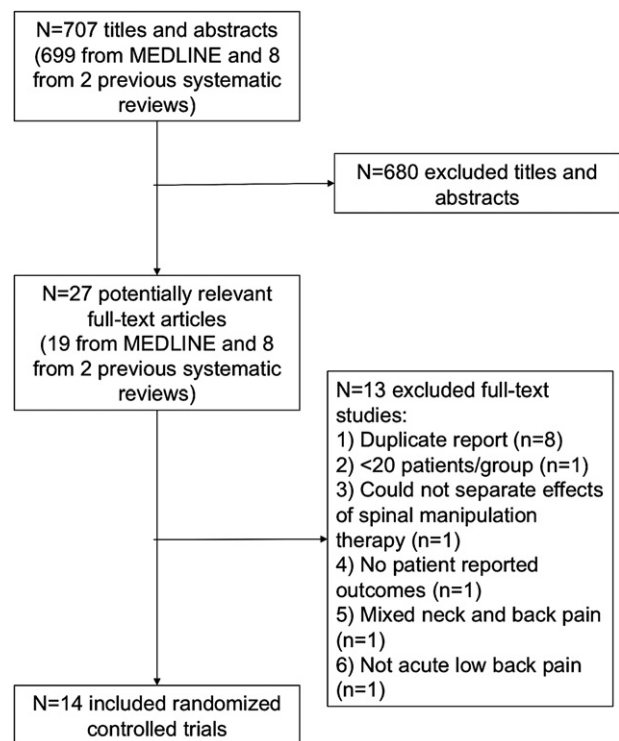 N=707 titles and abstracts
(699 from MEDLINE and 8
from 2 previous systematic
reviews)
N=680 excluded titles and
abstracts
N=27 potentially relevant
full-text articles
(19 from MEDLINE and 8
from 2 previous systematic
reviews)
N=13 excluded full-text
studies:
1) Duplicate report (n=8)
2) <20 patients/group (n=1)
3) Could not separate effects
of spinal manipulation
therapy (n=1)
4) No patient reported
outcomes (n=1)
5) Mixed neck and back pain
(n=1)
6) Not acute low back pain
(n=1)
N=14 included randomized
controlled trials